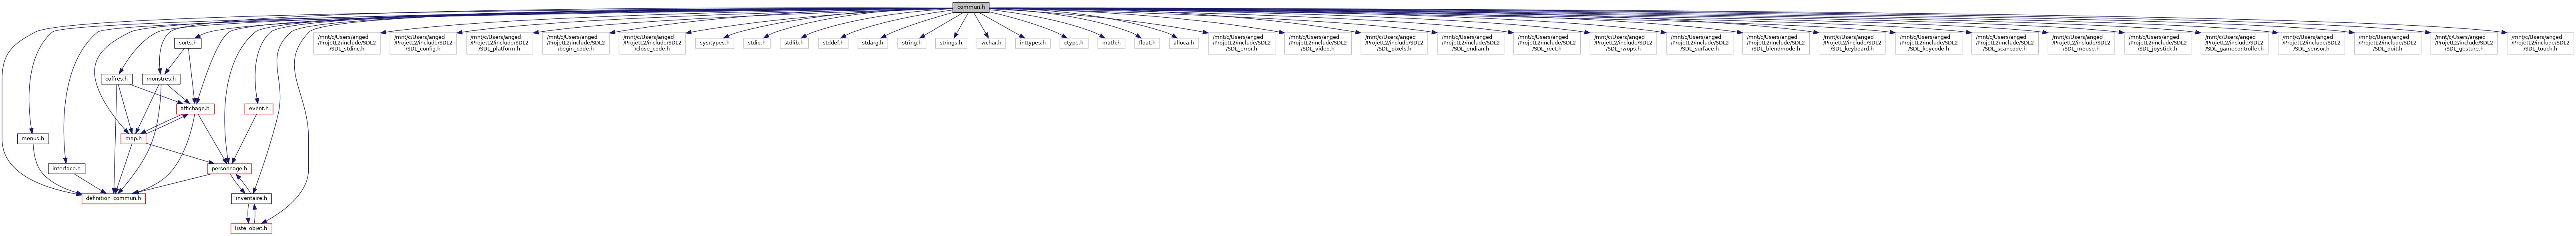 commun.h
sorts.h
/mnt/c/Users/anged
/ProjetL2/include/SDL2
/SDL_stdinc.h
/mnt/c/Users/anged
/ProjetL2/include/SDL2
/SDL_config.h
/mnt/c/Users/anged
/ProjetL2/include/SDL2
/SDL_platform.h
/mnt/c/Users/anged
/ProjetL2/include/SDL2
/begin_code.h
/mnt/c/Users/anged
/ProjetL2/include/SDL2
/close_code.h
sys/types.h
stdio.h
stdlib.h
stddef.h
stdarg.h
string.h
strings.h
wchar.h
inttypes.h
ctype.h
math.h
float.h
alloca.h
/mnt/c/Users/anged
/ProjetL2/include/SDL2
/SDL_error.h
/mnt/c/Users/anged
/ProjetL2/include/SDL2
/SDL_video.h
/mnt/c/Users/anged
/ProjetL2/include/SDL2
/SDL_pixels.h
/mnt/c/Users/anged
/ProjetL2/include/SDL2
/SDL_endian.h
/mnt/c/Users/anged
/ProjetL2/include/SDL2
/SDL_rect.h
/mnt/c/Users/anged
/ProjetL2/include/SDL2
/SDL_rwops.h
/mnt/c/Users/anged
/ProjetL2/include/SDL2
/SDL_surface.h
/mnt/c/Users/anged
/ProjetL2/include/SDL2
/SDL_blendmode.h
/mnt/c/Users/anged
/ProjetL2/include/SDL2
/SDL_keyboard.h
/mnt/c/Users/anged
/ProjetL2/include/SDL2
/SDL_keycode.h
/mnt/c/Users/anged
/ProjetL2/include/SDL2
/SDL_scancode.h
/mnt/c/Users/anged
/ProjetL2/include/SDL2
/SDL_mouse.h
/mnt/c/Users/anged
/ProjetL2/include/SDL2
/SDL_joystick.h
/mnt/c/Users/anged
/ProjetL2/include/SDL2
/SDL_gamecontroller.h
/mnt/c/Users/anged
/ProjetL2/include/SDL2
/SDL_sensor.h
/mnt/c/Users/anged
/ProjetL2/include/SDL2
/SDL_quit.h
/mnt/c/Users/anged
/ProjetL2/include/SDL2
/SDL_gesture.h
/mnt/c/Users/anged
/ProjetL2/include/SDL2
/SDL_touch.h
coffres.h
monstres.h
affichage.h
event.h
menus.h
map.h
interface.h
personnage.h
definition_commun.h
inventaire.h
liste_objet.h